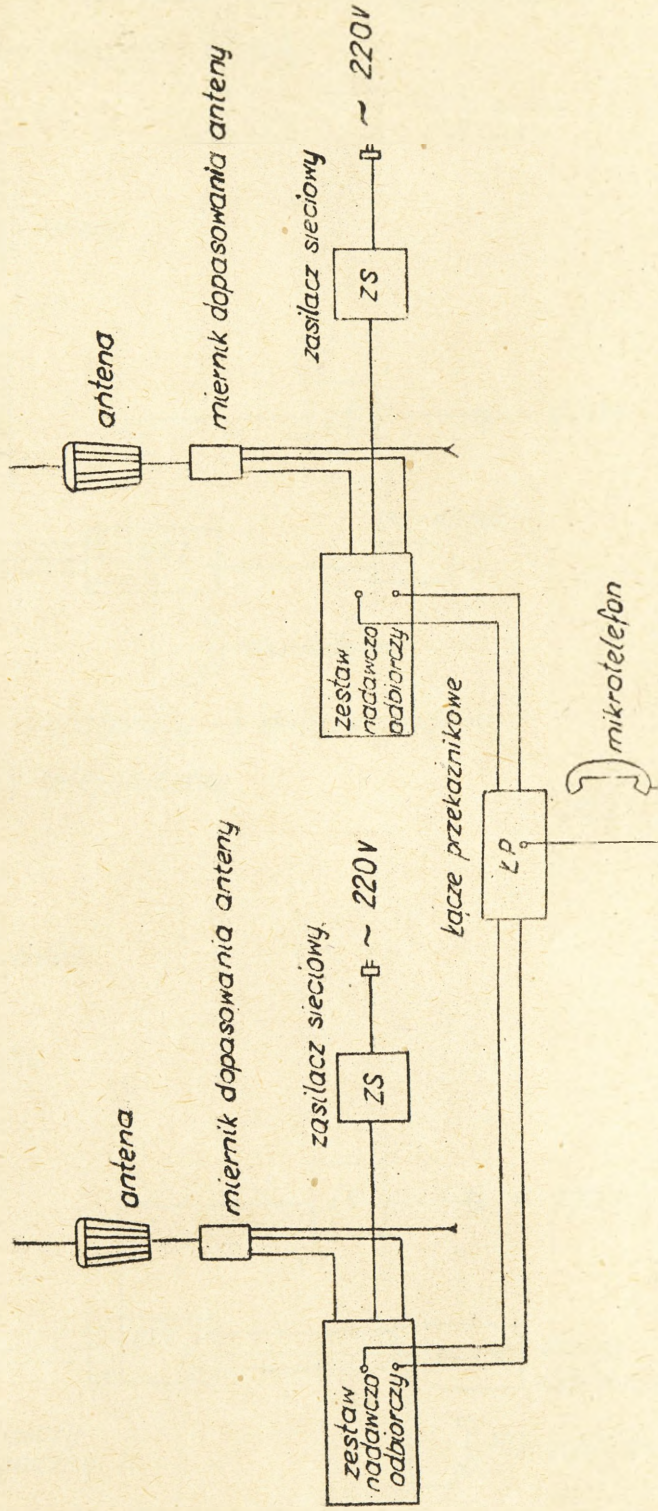 antena
miernik dopasowania anteny
zasilacz sieciowy
ZS
~ 220V
zestaw
nadawczo
odbiorczy
antena
miernik dopasowania anteny
zasilacz sieciowy
ZS
~ 220V
zestaw
nadawczo
odbiorczy
Łącze przekaźnikowe
ŁP
mikrotelefon